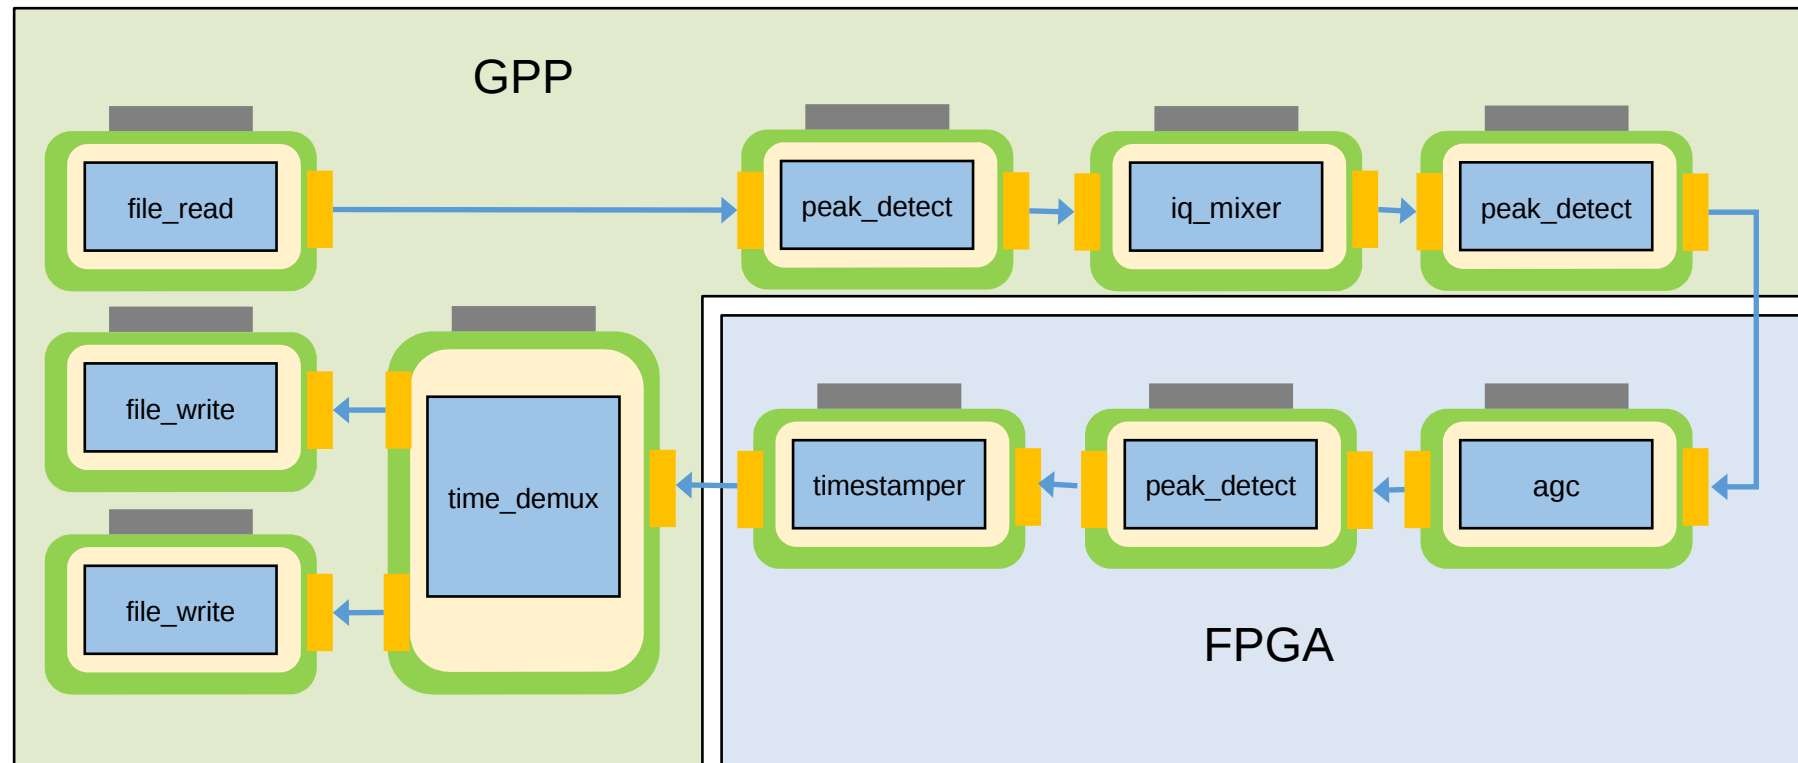 GPP
file_read
peak_detect
iq_mixer
peak_detect
file_write
time_demux
timestamper
peak_detect
agc
file_write
FPGA